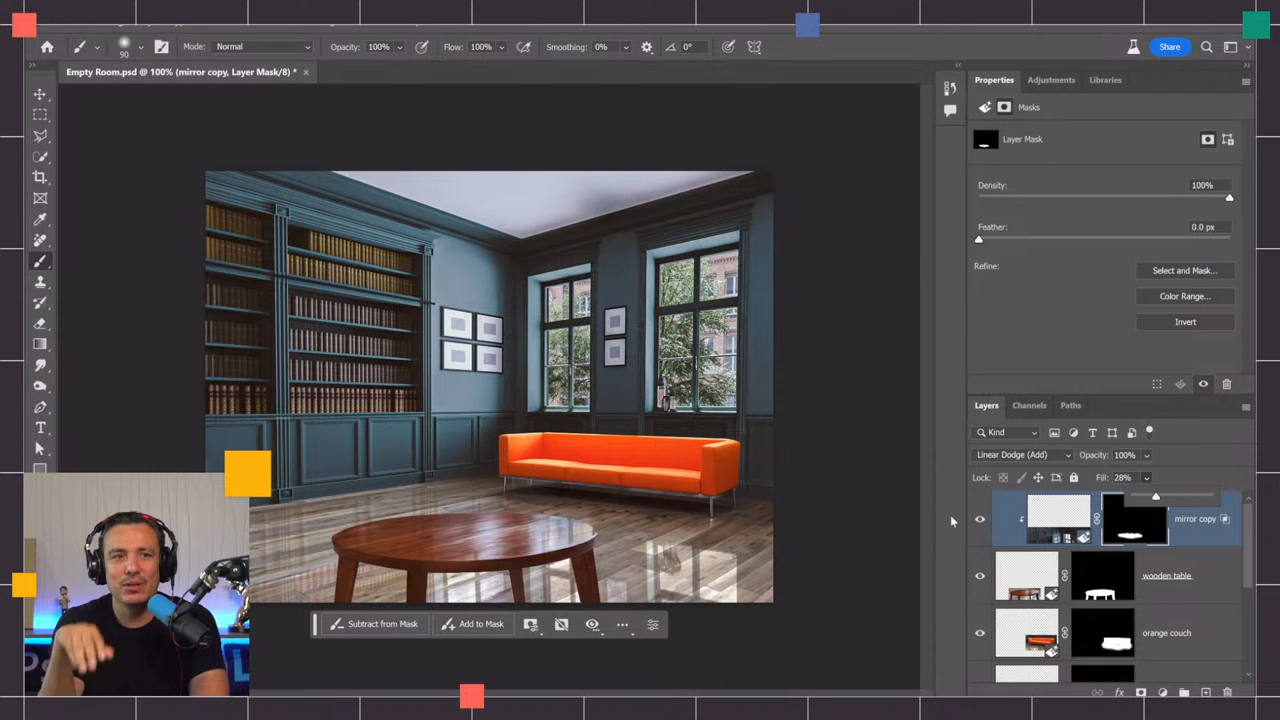 Mode: Normal Opacity: 100% Flow: 100% Smoothing: 0% 0° Share
90
Empty Room.psd @ 100% (mirror copy, Layer Mask/8) * ×
Properties Adjustments Libraries
Masks
Layer Mask
Density: 100%
Feather: 0.0 px
Refine: Select and Mask...
Color Range...
Invert
Layers Channels Paths
Kind
Linear Dodge (Add) Opacity: 100%
Lock: Fill: 28%
mirror copy
wooden table
orange couch
Subtract from Mask Add to Mask
fx